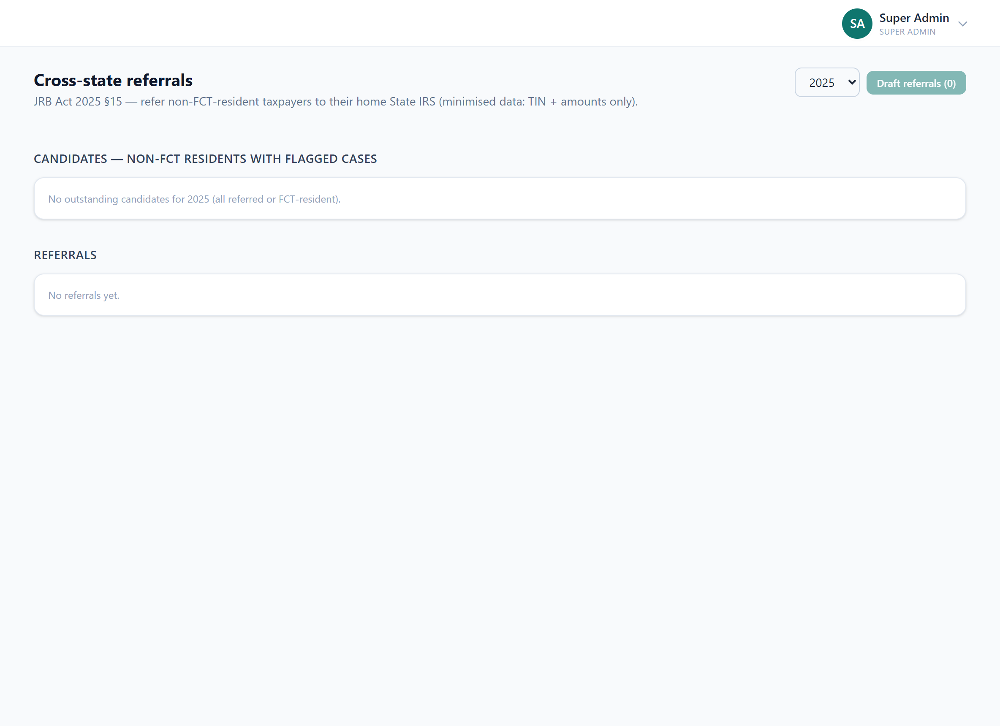 SA
Super Admin
SUPER ADMIN
Cross-state referrals
2025
Draft referrals (0)
JRB Act 2025 §15 — refer non-FCT-resident taxpayers to their home State IRS (minimised data: TIN + amounts only).
CANDIDATES — NON-FCT RESIDENTS WITH FLAGGED CASES
No outstanding candidates for 2025 (all referred or FCT-resident).
REFERRALS
No referrals yet.